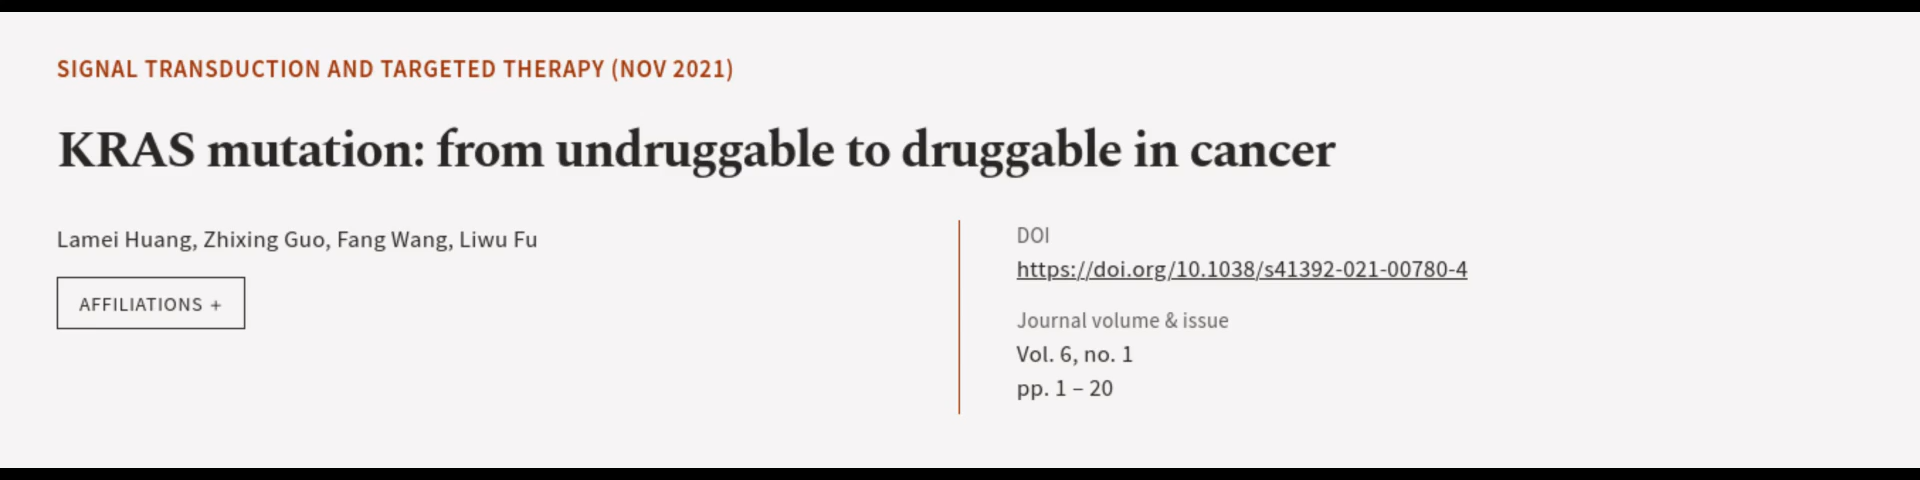 SIGNAL TRANSDUCTION AND TARGETED THERAPY (NOV 2021)
KRAS mutation: from undruggable to druggable in cancer
Lamei Huang, Zhixing Guo, Fang Wang, Liwu Fu
AFFILIATIONS +
DOI
https://doi.org/10.1038/s41392-021-00780-4
Journal volume & issue
Vol. 6, no. 1
pp. 1 – 20